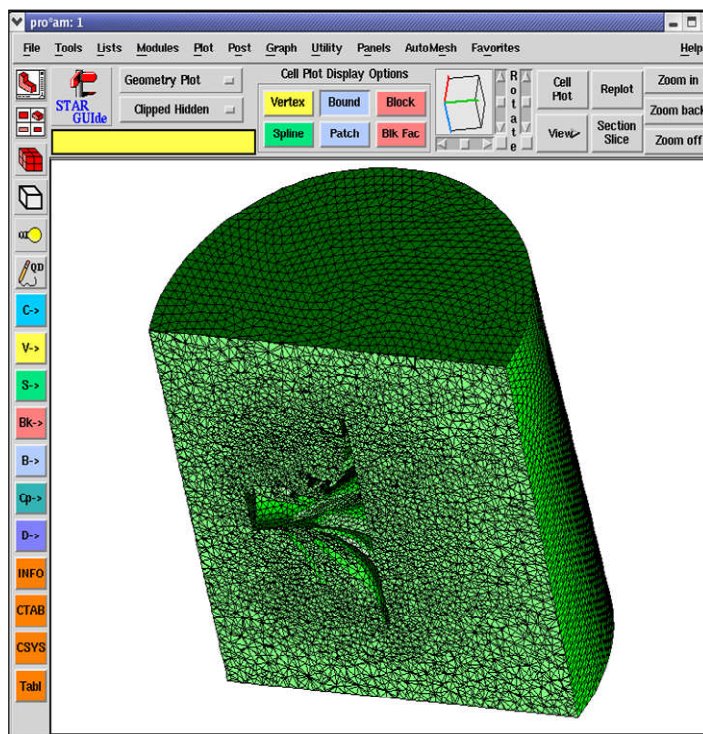 pro°am: 1
File Tools Lists Modules Plot Post Graph Utility Panels AutoMesh Favorites Help
STAR
GUIde
Geometry Plot
Clipped Hidden
Cell Plot Display Options
Vertex Bound Block
Spline Patch Blk Fac
Rotate
Cell
Plot
Replot
Zoom in
Zoom back
View
Section
Slice
Zoom off
QD
C->
V->
S->
Bk->
B->
Cp->
D->
INFO
CTAB
CSYS
Tabl